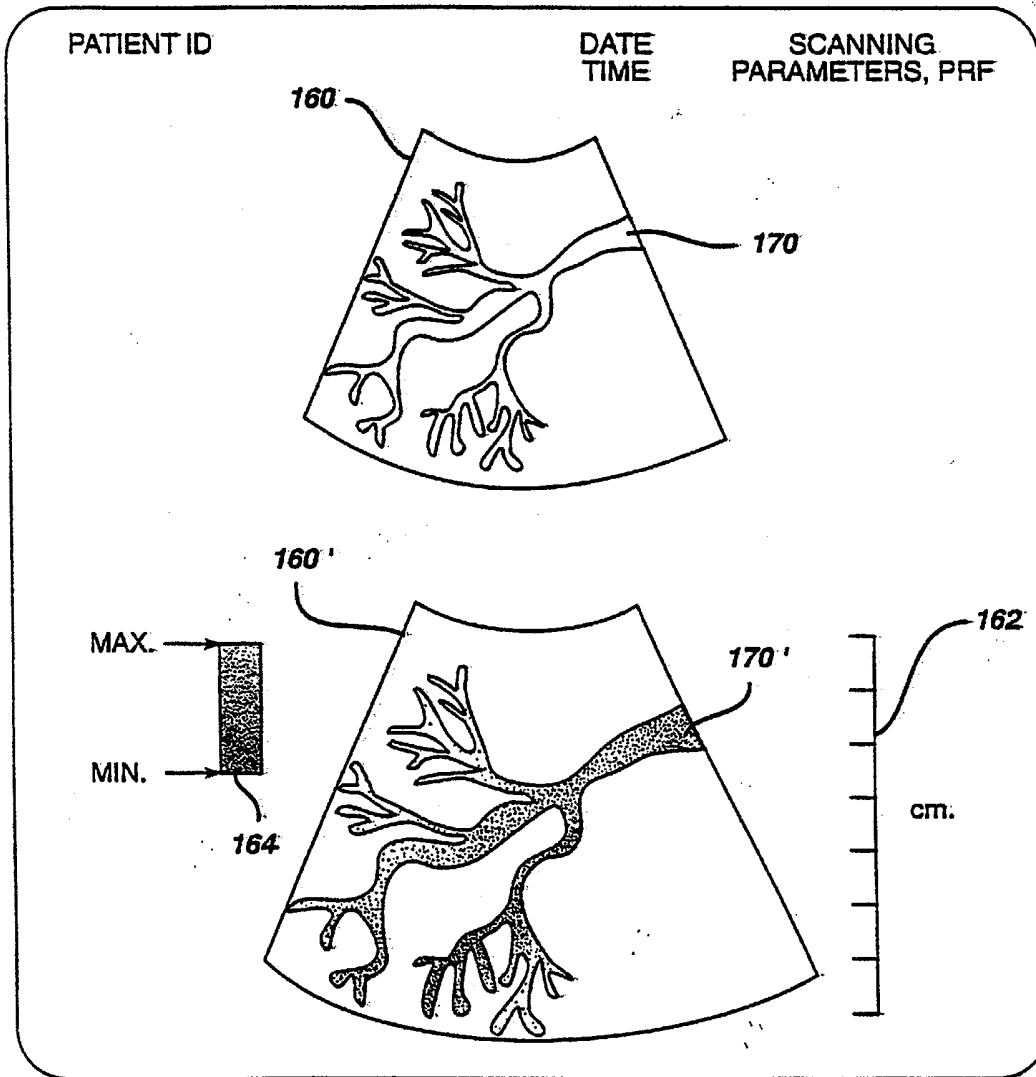 PATIENT ID
DATE
TIME
SCANNING
PARAMETERS, PRF
160
170
160'
162
MAX.
170'
MIN.
cm.
164